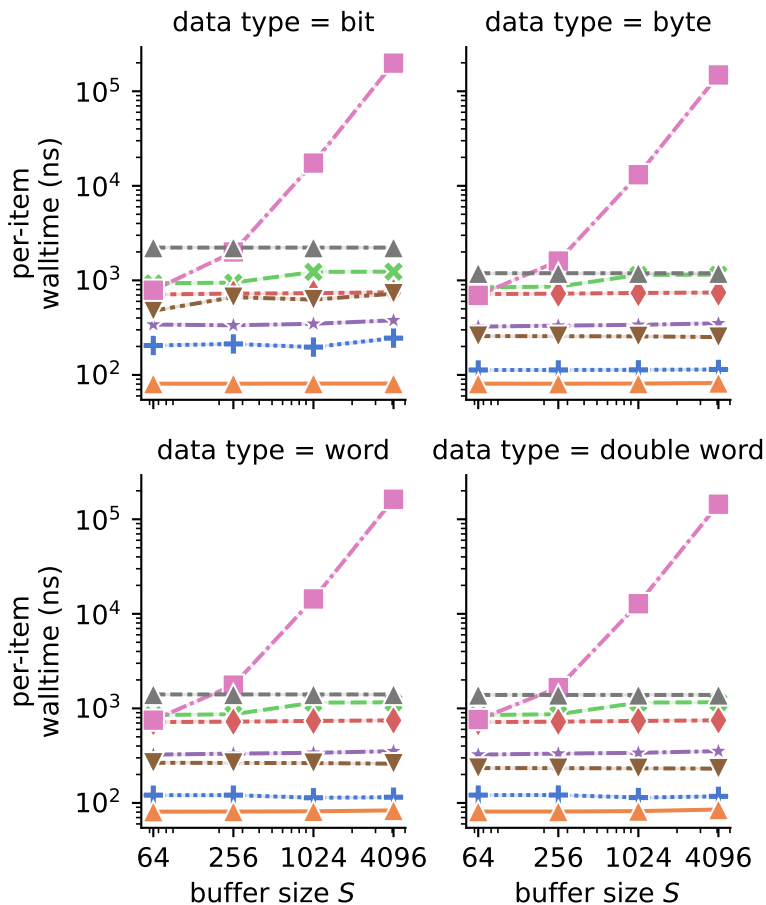 data type = bit
data type = byte
per-item
walltime (ns)
10^5
10^4
10^3
10^2
data type = word
data type = double word
per-item
walltime (ns)
10^5
10^4
10^3
10^2
64 256 1024 4096
64 256 1024 4096
buffer size S
buffer size S